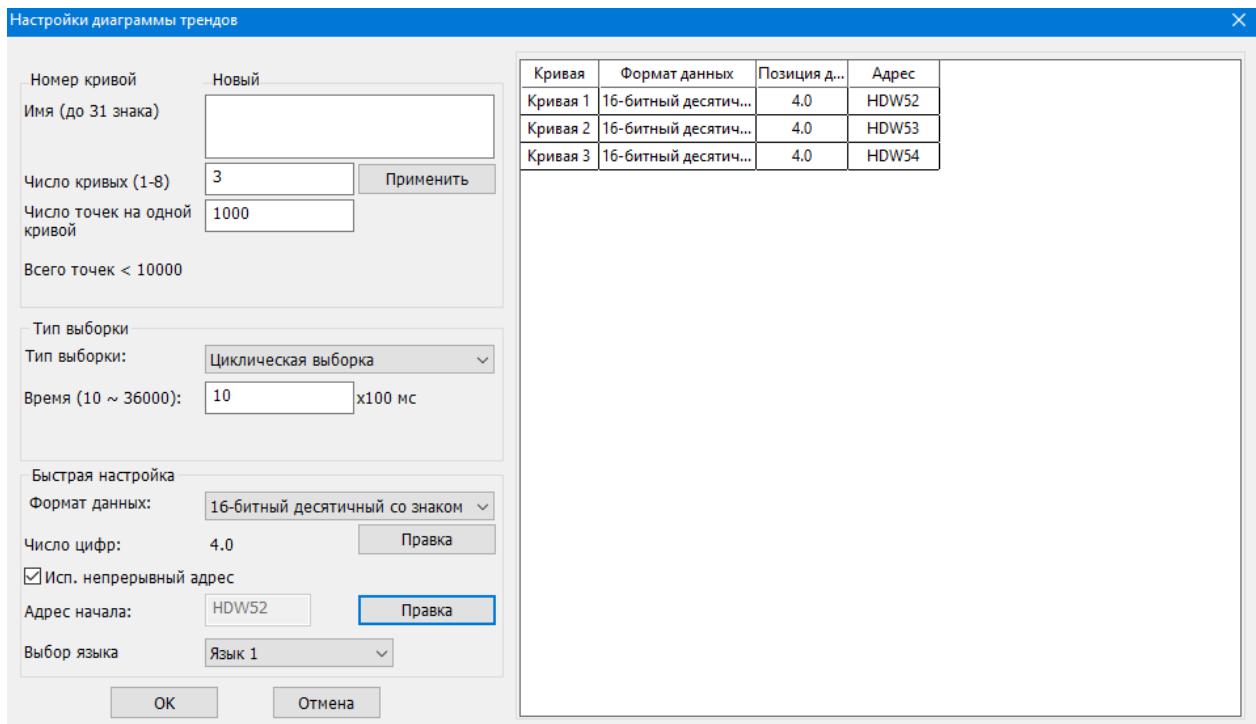 Настройки диаграммы трендов
Номер кривой Новый
Имя (до 31 знака)
Число кривых (1-8) 3 Применить
Число точек на одной 1000
кривой
Всего точек < 10000
Тип выборки
Тип выборки: Циклическая выборка
Время (10 ~ 36000): 10 x100 мс
Быстрая настройка
Формат данных: 16-битный десятичный со знаком
Число цифр: 4.0 Правка
Исп. непрерывный адрес
Адрес начала: HDW52 Правка
Выбор языка Язык 1
OK Отмена
Кривая Формат данных Позиция д... Адрес
Кривая 1 16-битный десятич... 4.0 HDW52
Кривая 2 16-битный десятич... 4.0 HDW53
Кривая 3 16-битный десятич... 4.0 HDW54